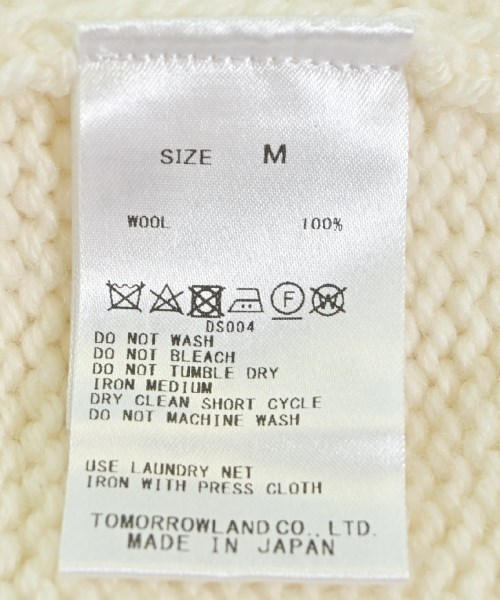 SIZE M
WOOL 100%
F W
DS004
DO NOT WASH
DO NOT BLEACH
DO NOT TUMBLE DRY
IRON MEDIUM
DRY CLEAN SHORT CYCLE
DO NOT MACHINE WASH
USE LAUNDRY NET
IRON WITH PRESS CLOTH
TOMORROWLAND CO., LTD.
MADE IN JAPAN